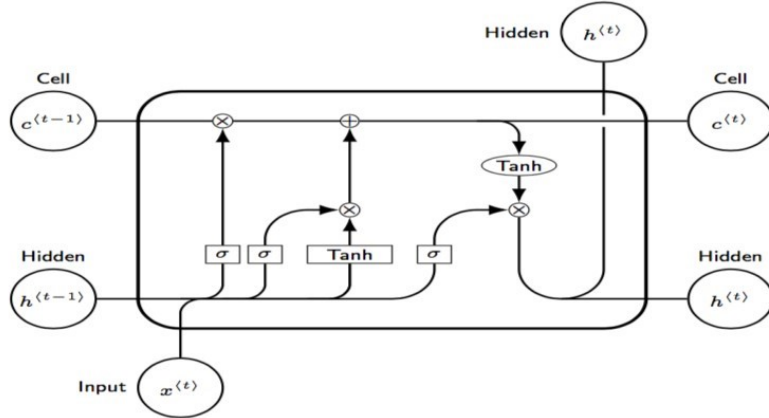 Hidden
h⟨t⟩
Cell
c⟨t−1⟩
Cell
c⟨t⟩
×
+
Tanh
×
×
σ
σ
Tanh
σ
Hidden
h⟨t−1⟩
Hidden
h⟨t⟩
Input
x⟨t⟩